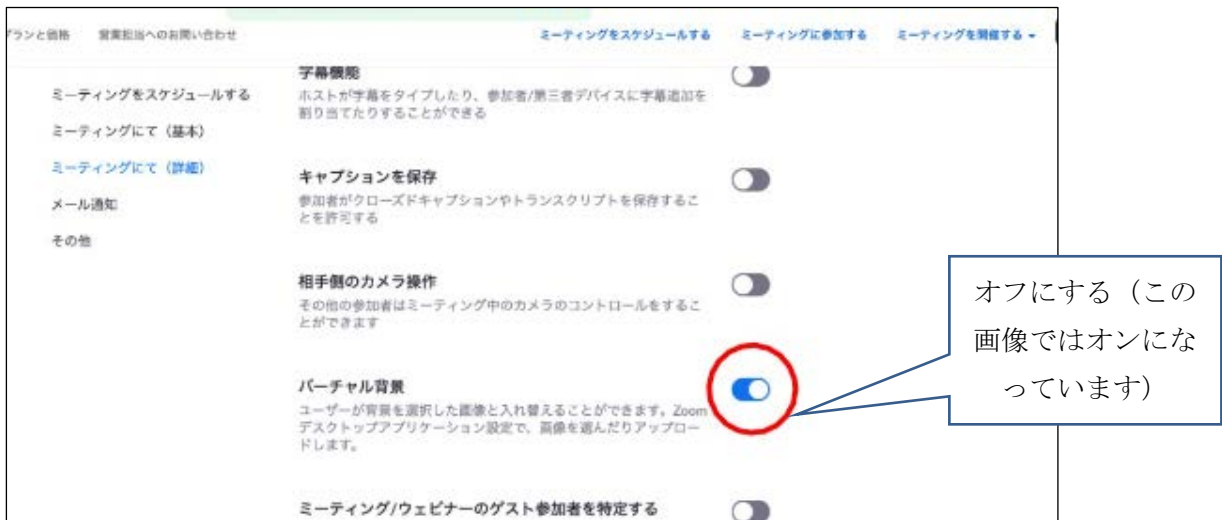 プランと価格 営業担当へのお問い合わせ ミーティングをスケジュールする ミーティングに参加する ミーティングを開催する
ミーティングをスケジュールする
ミーティングにて（基本）
ミーティングにて（詳細）
メール通知
その他
字幕機能
ホストが字幕をタイプしたり、参加者/第三者デバイスに字幕追加を
割り当てたりすることができる
キャプションを保存
参加者がクローズドキャプションやトランスクリプトを保存するこ
とを許可する
相手側のカメラ操作
その他の参加者はミーティング中のカメラのコントロールをするこ
とができます
バーチャル背景
ユーザーが背景を選択した画像と入れ替えることができます。Zoom
デスクトップアプリケーション設定で、画像を選んだりアップロー
ドします。
ミーティング/ウェビナーのゲスト参加者を特定する
オフにする（この
画像ではオンにな
っています）